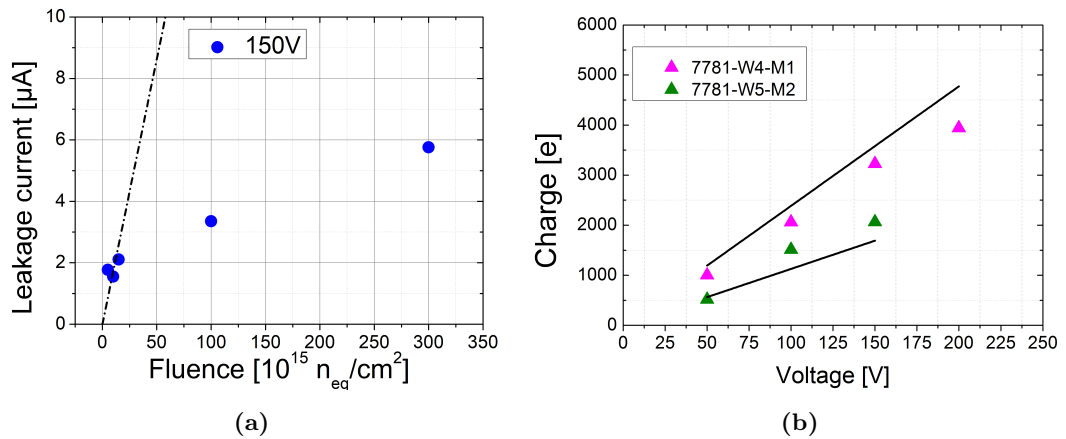 10
8
6
4
2
0
Leakage current [µA]
150V
0 50 100 150 200 250 300 350
Fluence [10^15 n_eq/cm²]
(a)
6000
5000
4000
3000
2000
1000
0
Charge [e]
7781-W4-M1
7781-W5-M2
0 25 50 75 100 125 150 175 200 225 250
Voltage [V]
(b)